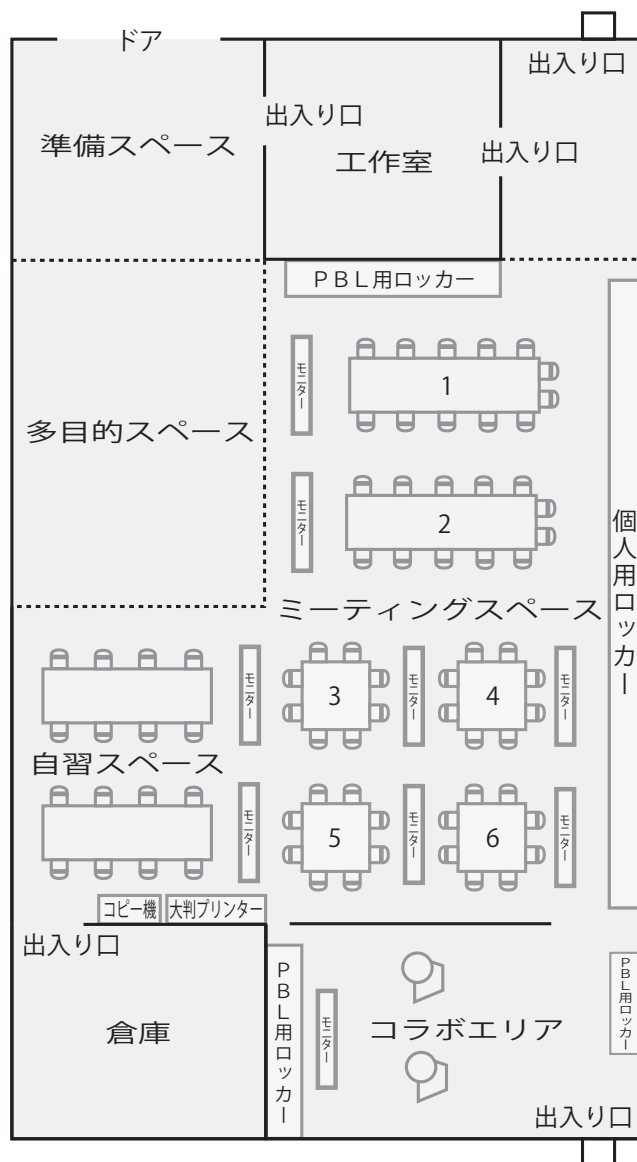 ドア
出入り口
準備スペース
出入り口
工作室
出入り口
PBL用ロッカー
モニター
1
多目的スペース
モニター
2
個人用ロッカー
ミーティングスペース
モニター
3
モニター
4
モニター
自習スペース
モニター
5
モニター
6
モニター
コピー機
大判プリンター
出入り口
倉庫
PBL用ロッカー
モニター
コラボエリア
PBL用ロッカー
出入り口